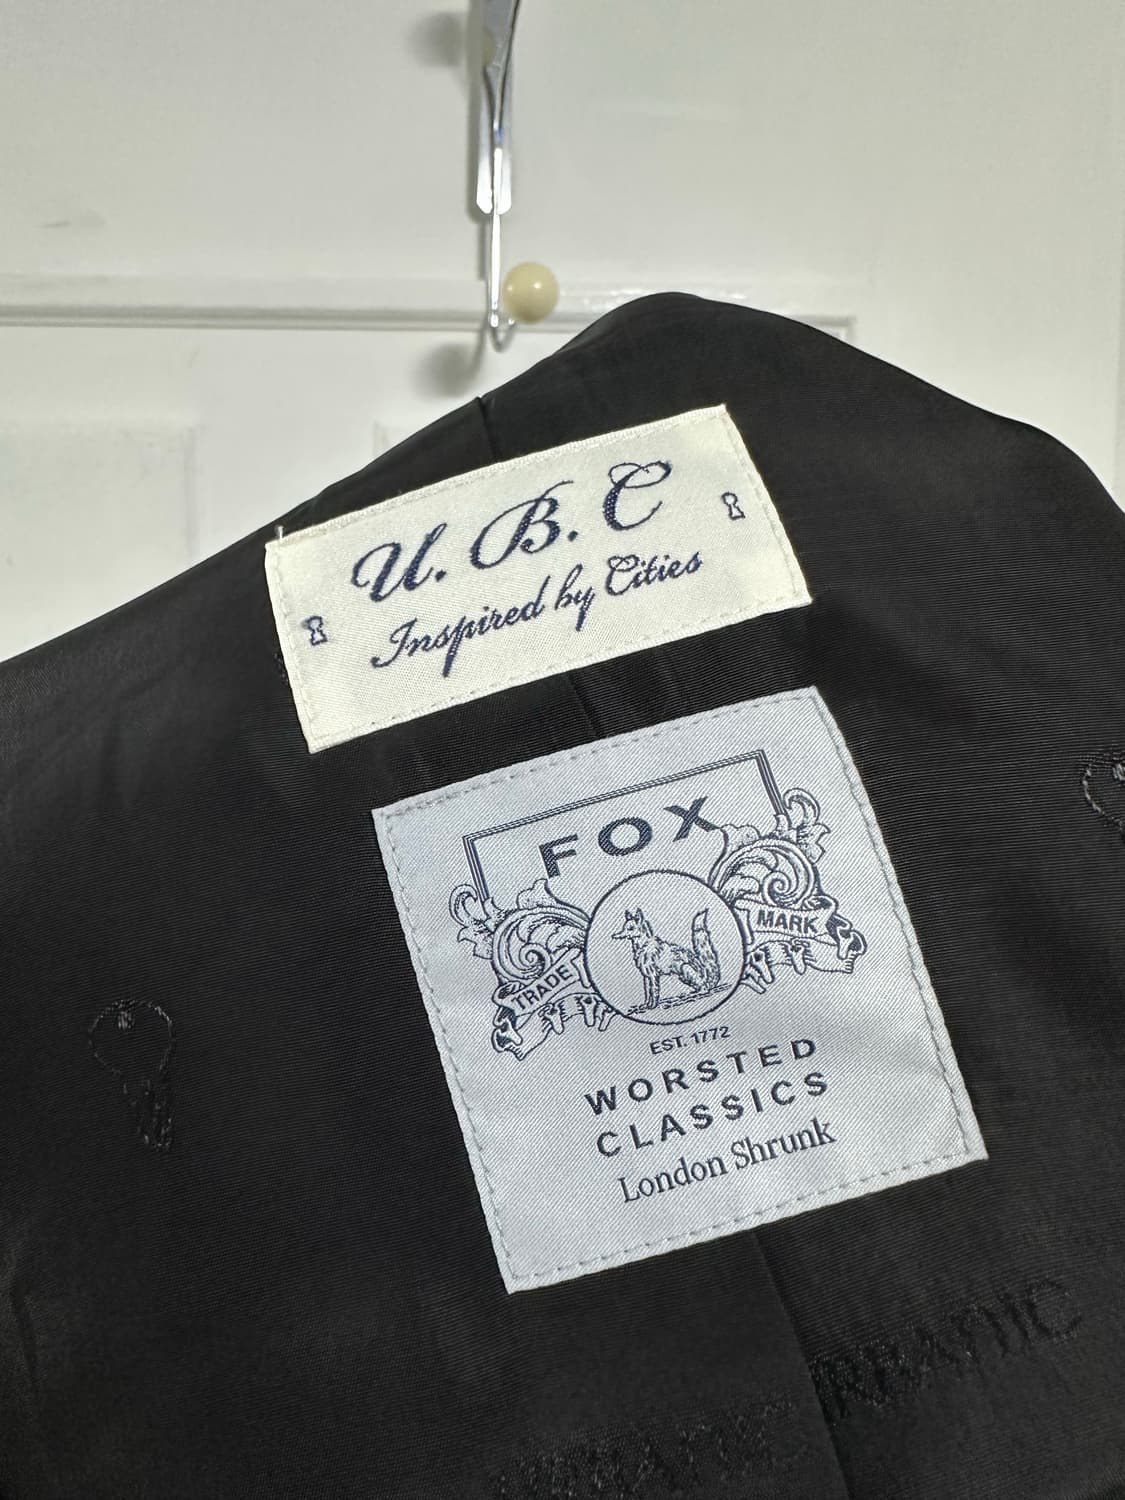 U. B. C
Inspired by Cities
FOX
TRADE MARK
EST. 1772
WORSTED
CLASSICS
London Shrunk